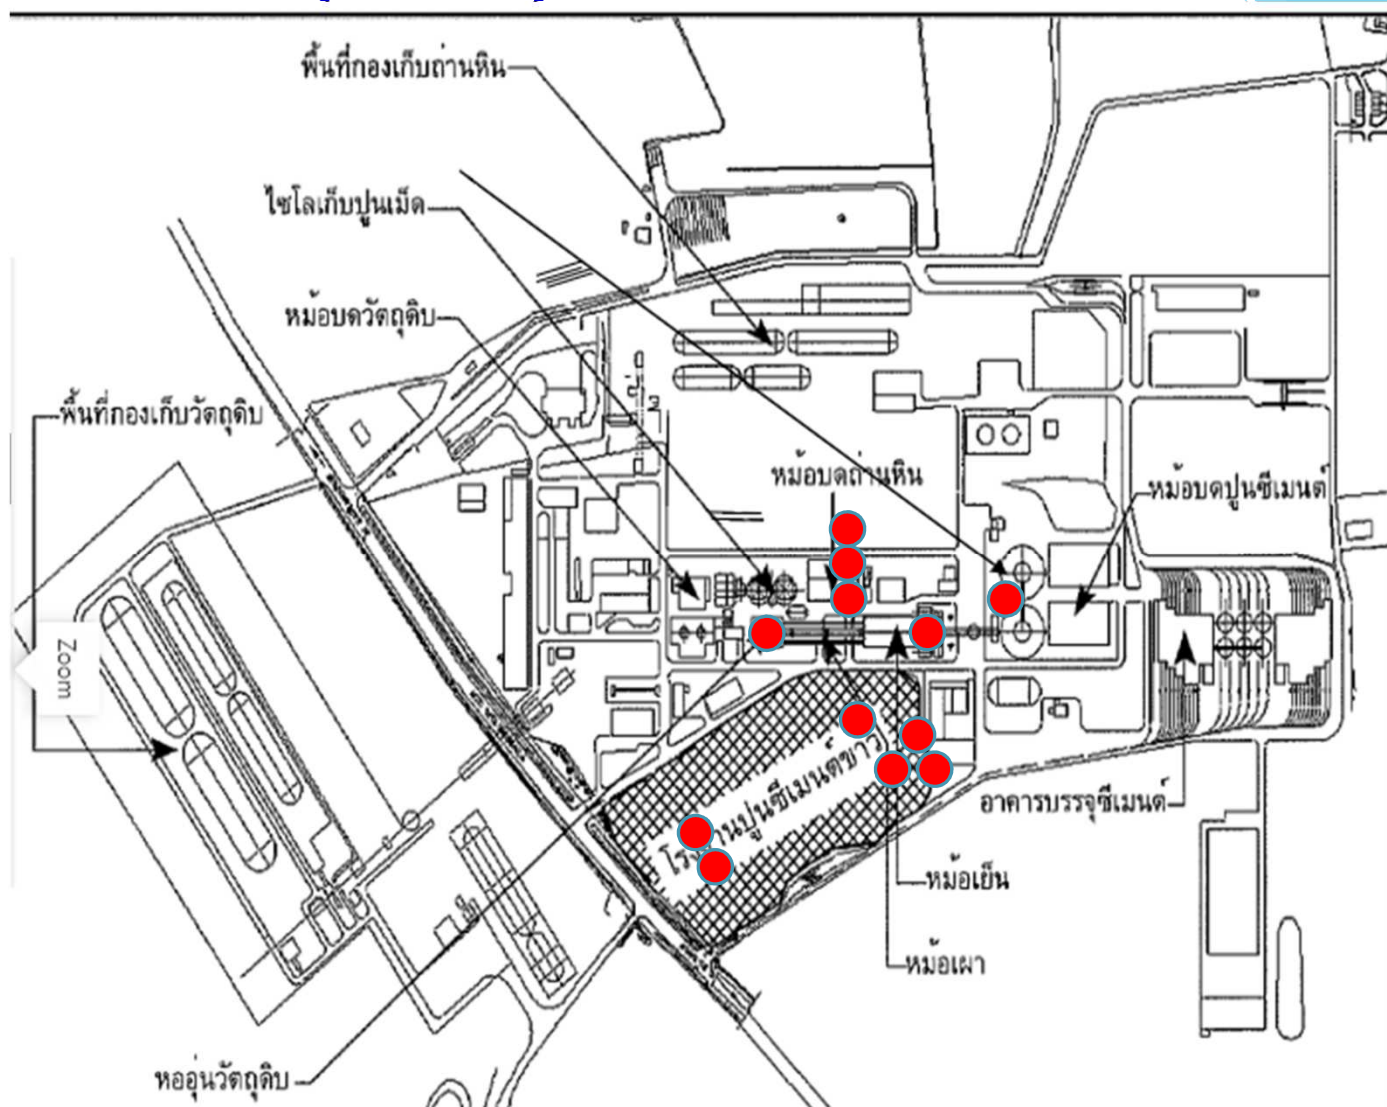 พื้นที่กองเก็บถ่านหิน
ไซโลเก็บปูนเม็ด
หม้อบดวัตถุดิบ
พื้นที่กองเก็บวัตถุดิบ
หม้อบดถ่านหิน
หม้อบดปูนซีเมนต์
Zoom
อาคารบรรจุซีเมนต์
หม้อเย็น
หม้อเผา
หออุ่นวัตถุดิบ